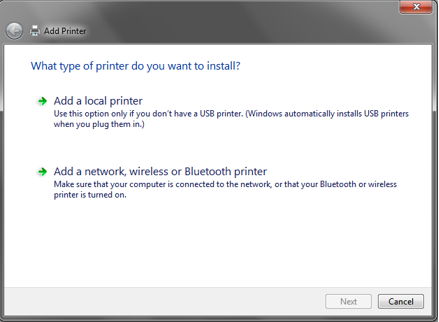 Add Printer
What type of printer do you want to install?
Add a local printer
Use this option only if you don't have a USB printer. (Windows automatically installs USB printers
when you plug them in.)
Add a network, wireless or Bluetooth printer
Make sure that your computer is connected to the network, or that your Bluetooth or wireless
printer is turned on.
Next
Cancel